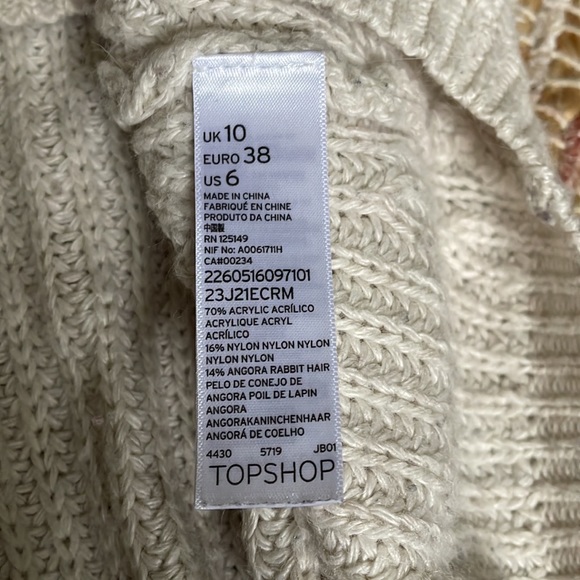 UK 10
EURO 38
US 6
MADE IN CHINA
FABRIQUÉ EN CHINE
PRODUTO DA CHINA
中国製
RN 125149
NIF No: A0061711H
CA#00234
2260516097101
23J21ECRM
70% ACRYLIC ACRÍLICO
ACRYLIQUE ACRYL
ACRÍLICO
16% NYLON NYLON NYLON
NYLON NYLON
14% ANGORA RABBIT HAIR
PELO DE CONEJO DE
ANGORA POIL DE LAPIN
ANGORA
ANGORAKANINCHENHAAR
ANGORÁ DE COELHO
4430 5719 JB01
TOPSHOP